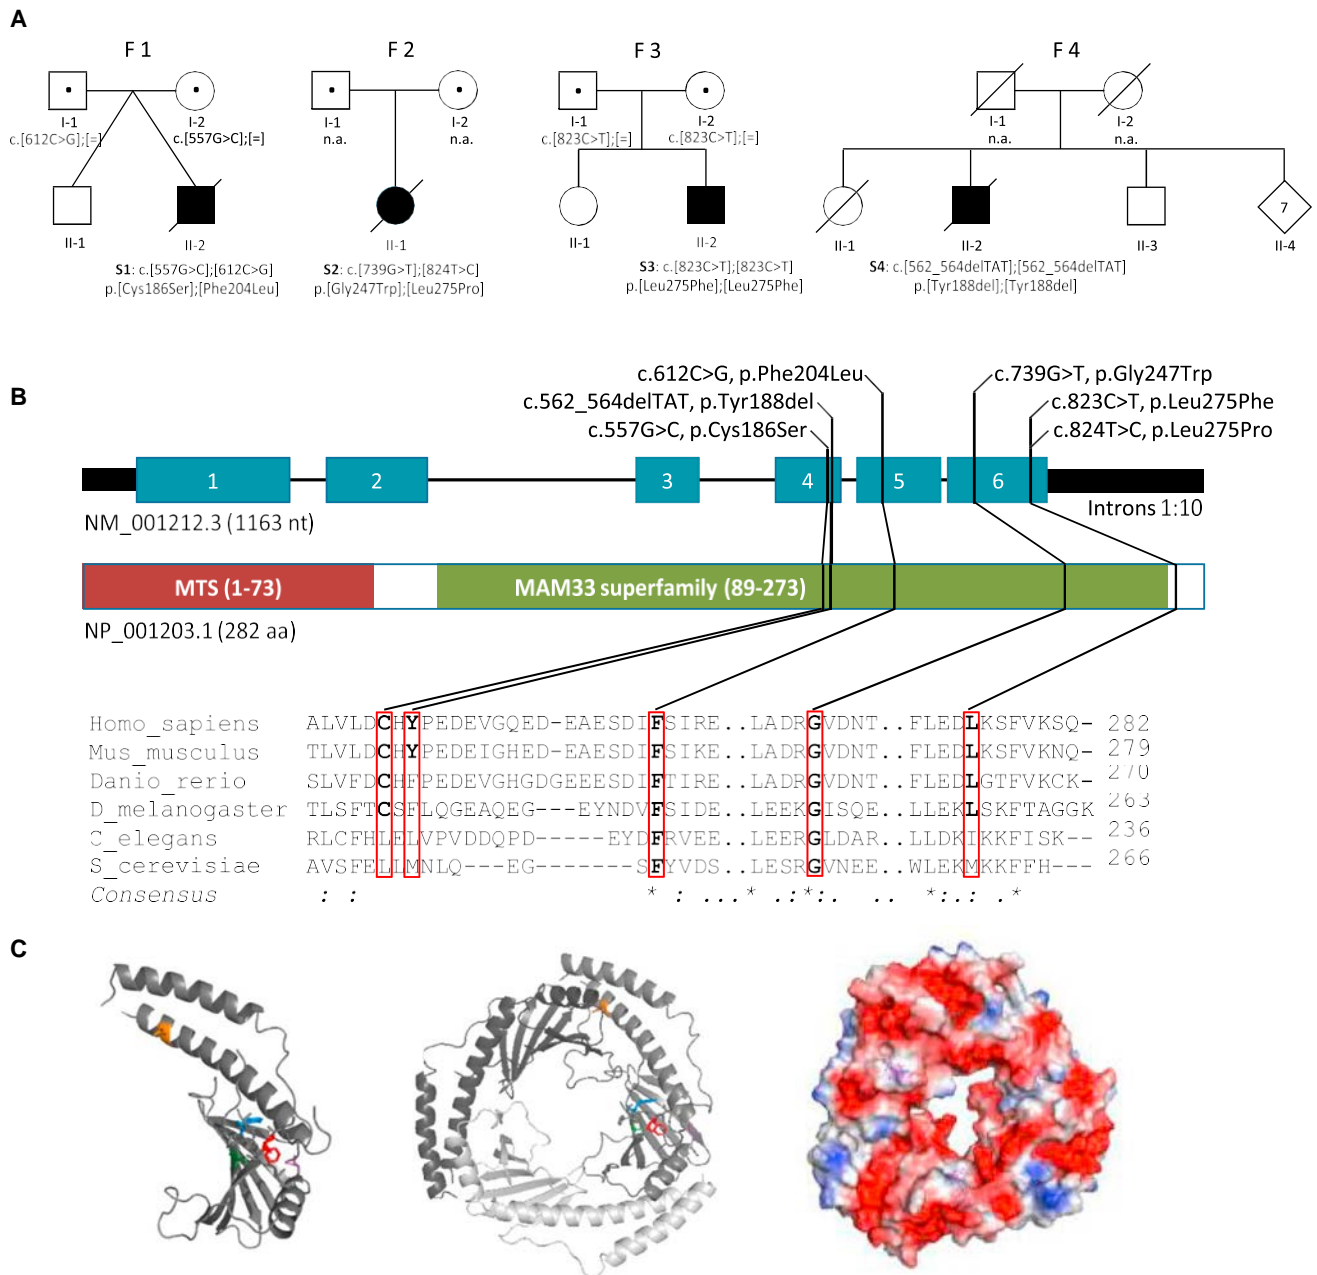 A
F 1
F 2
F 3
F 4
I-1
I-2
I-1
I-2
I-1
I-2
I-1
I-2
c.[612C>G];[=]
c.[557G>C];[=]
n.a.
n.a.
c.[823C>T];[=]
c.[823C>T];[=]
n.a.
n.a.
7
II-1
II-2
II-1
II-1
II-2
II-1
II-2
II-3
II-4
S1: c.[557G>C];[612C>G]
p.[Cys186Ser];[Phe204Leu]
S2: c.[739G>T];[824T>C]
p.[Gly247Trp];[Leu275Pro]
S3: c.[823C>T];[823C>T]
p.[Leu275Phe];[Leu275Phe]
S4: c.[562_564delTAT];[562_564delTAT]
p.[Tyr188del];[Tyr188del]
B
c.612C>G, p.Phe204Leu
c.739G>T, p.Gly247Trp
c.562_564delTAT, p.Tyr188del
c.823C>T, p.Leu275Phe
c.557G>C, p.Cys186Ser
c.824T>C, p.Leu275Pro
1 2 3 4 5 6
NM_001212.3 (1163 nt)
Introns 1:10
MTS (1-73)
MAM33 superfamily (89-273)
NP_001203.1 (282 aa)
Homo_sapiens ALVLDCHYPEDEVGQED-EAESDIFSIRE..LADRGVDNT..FLEDLKSFVKSQ- 282
Mus_musculus TLVLDCHYPEDEIGHED-EAESDIFSIKE..LADRGVDNT..FLEDLKSFVKNQ- 279
Danio_rerio SLVFDCHFPEDEVGHGDGEEESDIFTIRE..LADRGVDNT..FLEDLGTFVKCK- 270
D_melanogaster TLSFTCSFLQGEAQEG---EYNDVFSIDE..LEEKGISQE..LLEKLSKFTAGGK 263
C_elegans RLCFHLELVPVDDQPD-----EYDFRVEE..LEERGLDAR..LLDKIKKFISK-- 236
S_cerevisiae AVSFELLMNLQ---EG------SFYVDS..LESRGVNEE..WLEKMKKFFH--- 266
Consensus : : * : ...* .:*:. .. *:.: .*
C